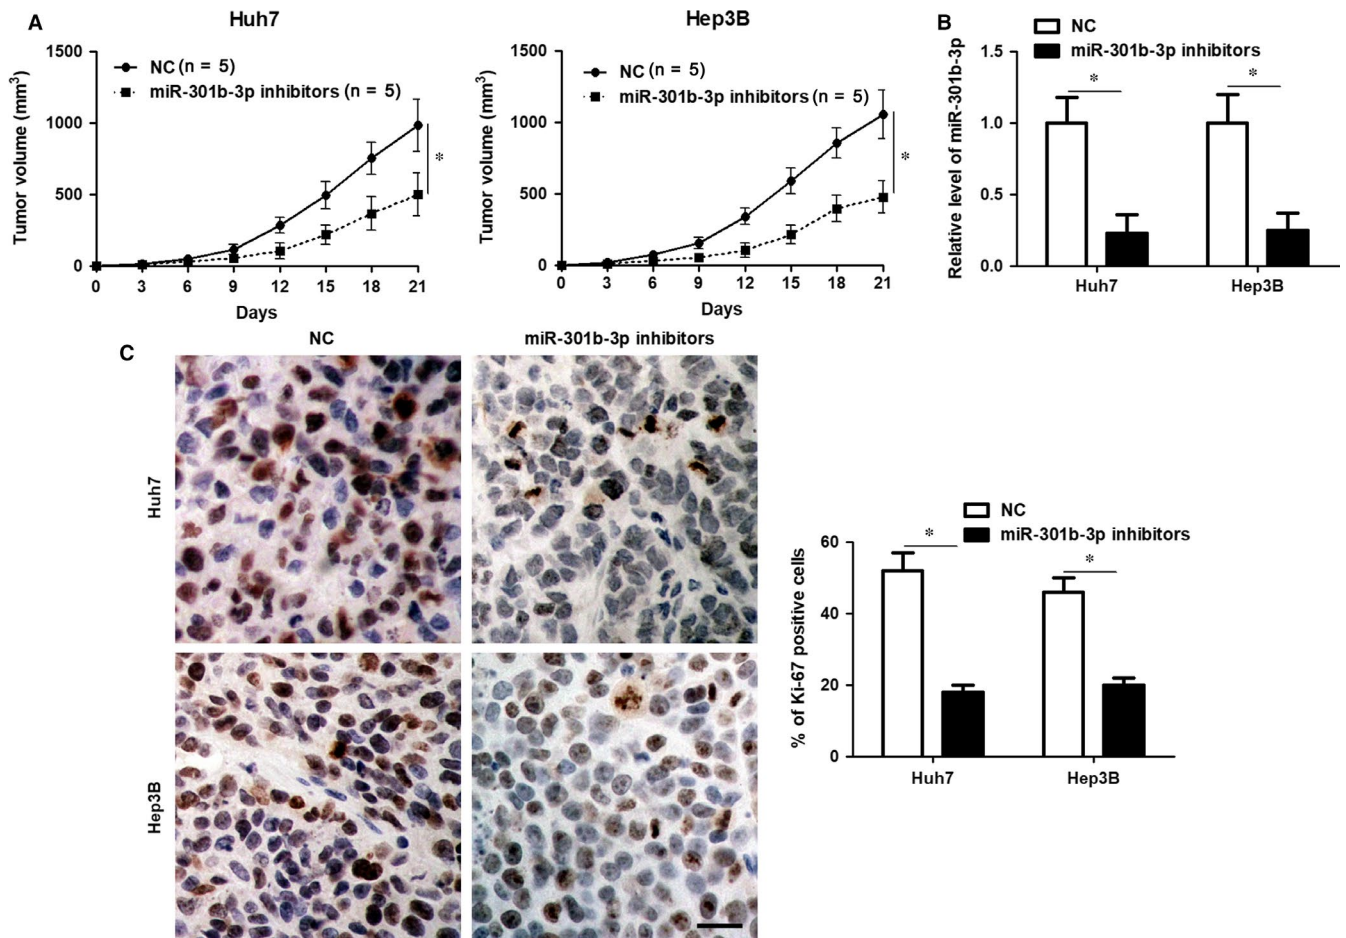 A
Huh7
1500
1000
500
0
Tumor volume (mm³)
NC (n = 5)
miR-301b-3p inhibitors (n = 5)
*
0 3 6 9 12 15 18 21
Days
Hep3B
1500
1000
500
0
Tumor volume (mm³)
NC (n = 5)
miR-301b-3p inhibitors (n = 5)
*
0 3 6 9 12 15 18 21
Days
B
NC
miR-301b-3p inhibitors
1.5
1.0
0.5
0.0
Relative level of miR-301b-3p
* *
Huh7 Hep3B
C
NC miR-301b-3p inhibitors
Huh7
Hep3B
NC
miR-301b-3p inhibitors
60
40
20
0
% of Ki-67 positive cells
* *
Huh7 Hep3B